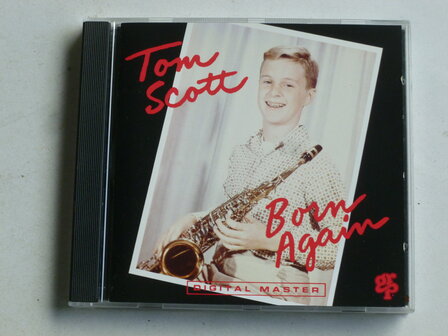 Tom
Scott
Born
Again
DIGITAL MASTER
grp